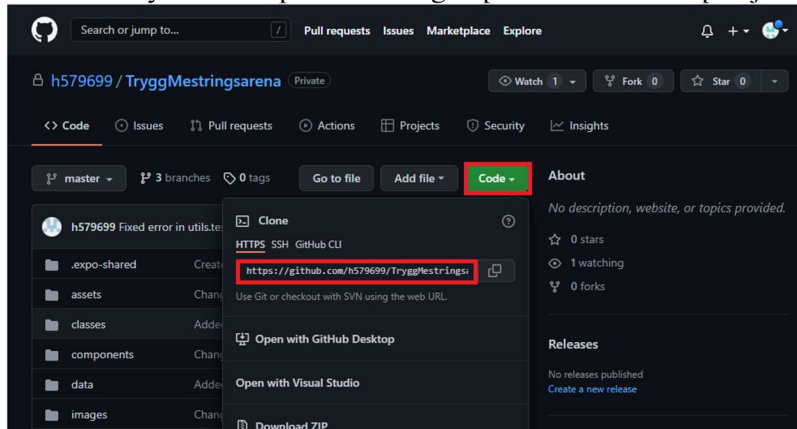 Search or jump to... / Pull requests Issues Marketplace Explore
h579699 / TryggMestringsarena Private Watch 1 Fork 0 Star 0
<> Code Issues Pull requests Actions Projects Security Insights
master 3 branches 0 tags Go to file Add file Code
h579699 Fixed error in utils.te
.expo-shared Creat
assets Chan
classes Adde
components Chan
data Adde
images Chan
Clone
HTTPS SSH GitHub CLI
https://github.com/h579699/TryggMestrings
Use Git or checkout with SVN using the web URL.
Open with GitHub Desktop
Open with Visual Studio
Download ZIP
About
No description, website, or topics provided.
0 stars
1 watching
0 forks
Releases
No releases published
Create a new release